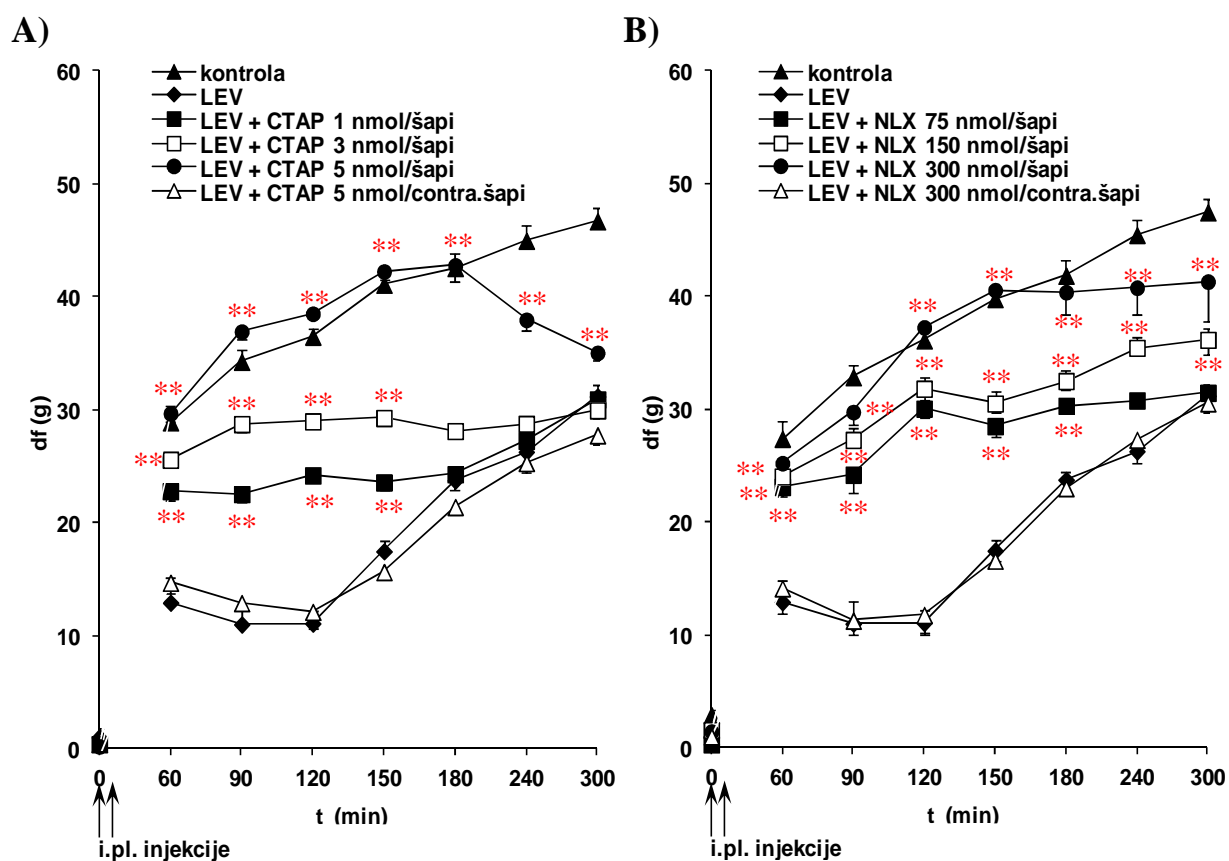 A)
kontrola
LEV
LEV + CTAP 1 nmol/šapi
LEV + CTAP 3 nmol/šapi
LEV + CTAP 5 nmol/šapi
LEV + CTAP 5 nmol/contra.šapi
60
50
40
30
20
10
0
df (g)
** ** ** ** ** ** **
** ** ** **
** ** ** **
0 60 90 120 150 180 240 300
t (min)
i.pl. injekcije
B)
kontrola
LEV
LEV + NLX 75 nmol/šapi
LEV + NLX 150 nmol/šapi
LEV + NLX 300 nmol/šapi
LEV + NLX 300 nmol/contra.šapi
60
50
40
30
20
10
0
df (g)
** ** ** ** ** ** **
** ** ** ** ** ** **
** ** ** ** **
0 60 90 120 150 180 240 300
t (min)
i.pl. injekcije